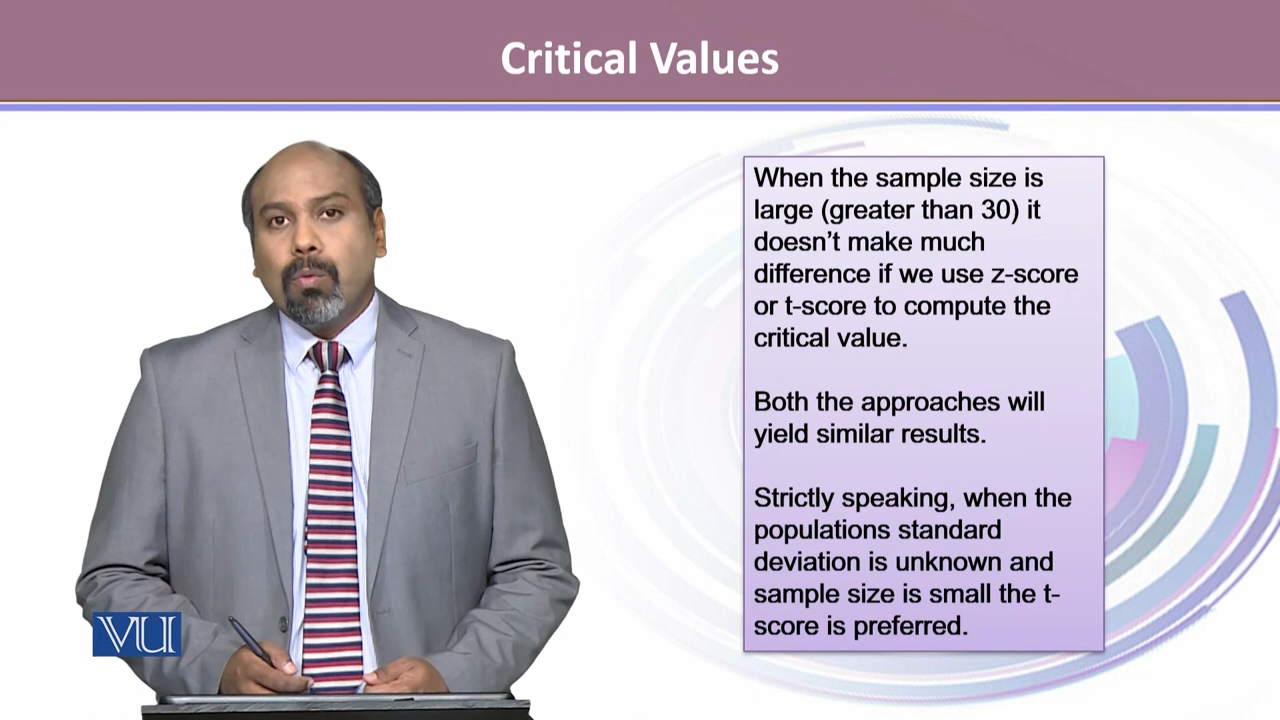 Critical Values
When the sample size is
large (greater than 30) it
doesn’t make much
difference if we use z-score
or t-score to compute the
critical value.
Both the approaches will
yield similar results.
Strictly speaking, when the
populations standard
deviation is unknown and
sample size is small the t-
score is preferred.
VU